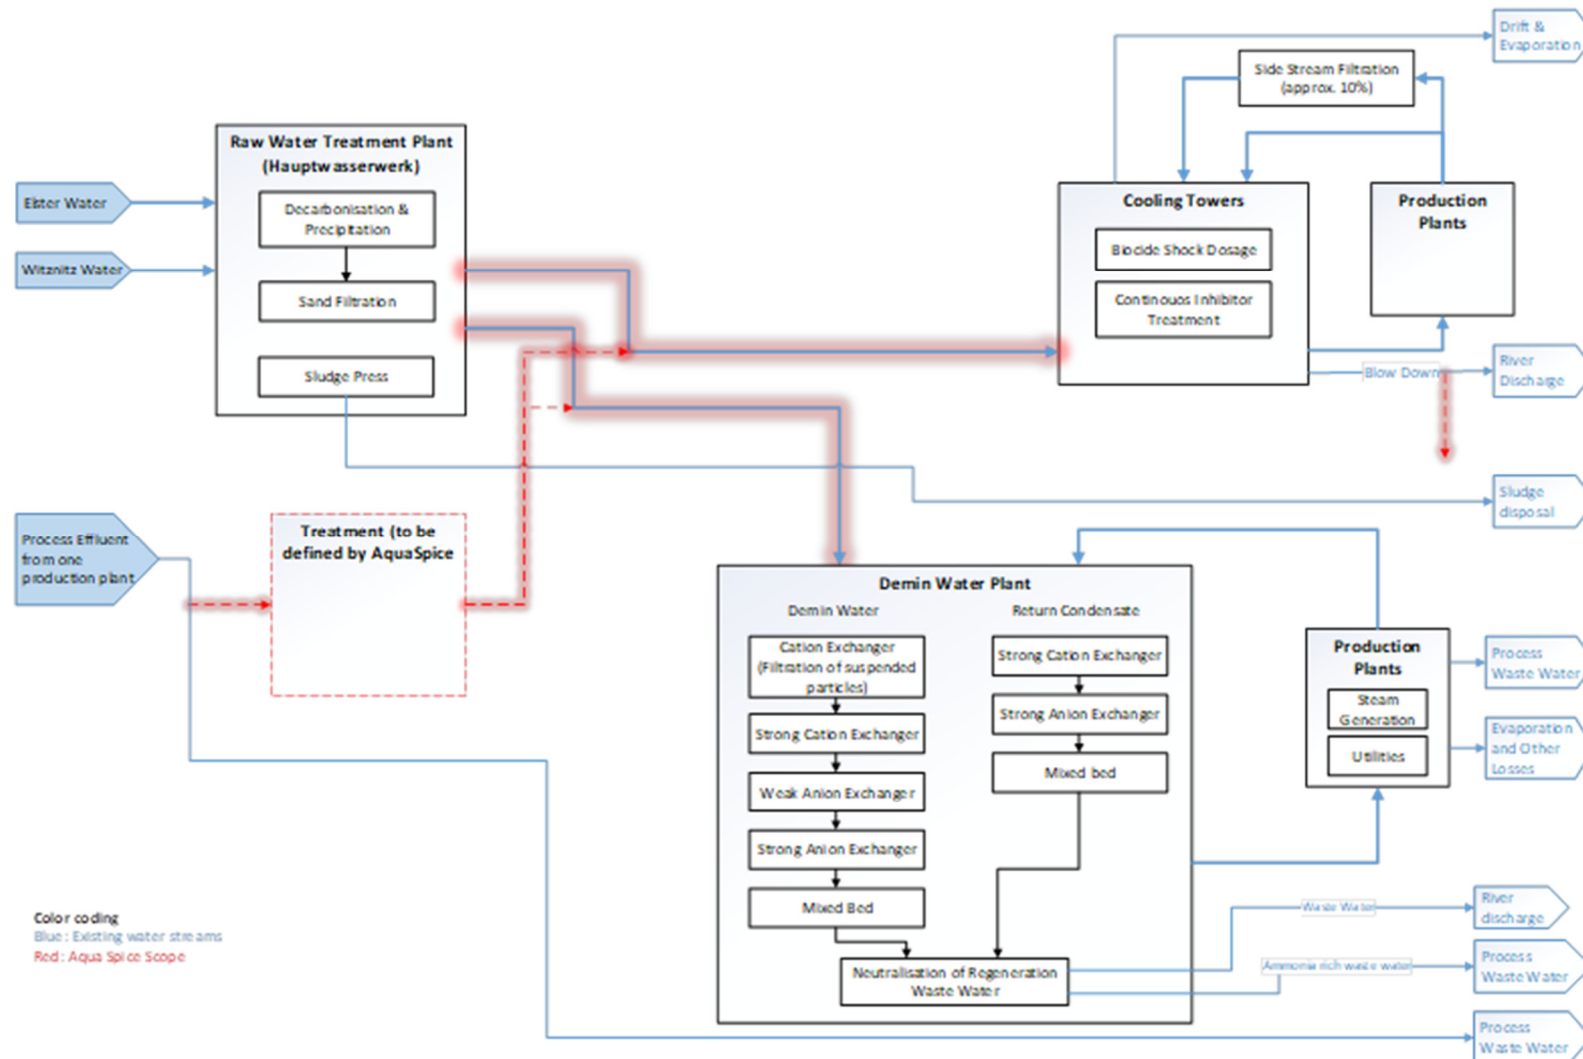 Drift &
Evaporation
Side Stream Filtration
(approx. 10%)
Raw Water Treatment Plant
(Hauptwasserwerk)
Elster Water
Witznitz Water
Decarbonisation &
Precipitation
Sand Filtration
Sludge Press
Cooling Towers
Biocide Shock Dosage
Continouos Inhibitor
Treatment
Production
Plants
Blow Down
River
Discharge
Sludge
disposal
Process Effluent
from one
production plant
Treatment (to be
defined by AquaSpice
Demin Water Plant
Demin Water
Return Condensate
Cation Exchanger
(Filtration of suspended
particles)
Strong Cation Exchanger
Weak Anion Exchanger
Strong Anion Exchanger
Mixed Bed
Strong Cation Exchanger
Strong Anion Exchanger
Mixed bed
Neutralisation of Regeneration
Waste Water
Production
Plants
Steam
Generation
Utilities
Process
Waste Water
Evaporation
and Other
Losses
Waste Water
River
discharge
Ammonia rich waste water
Process
Waste Water
Process
Waste Water
Color coding
Blue: Existing water streams
Red: Aqua Spice Scope